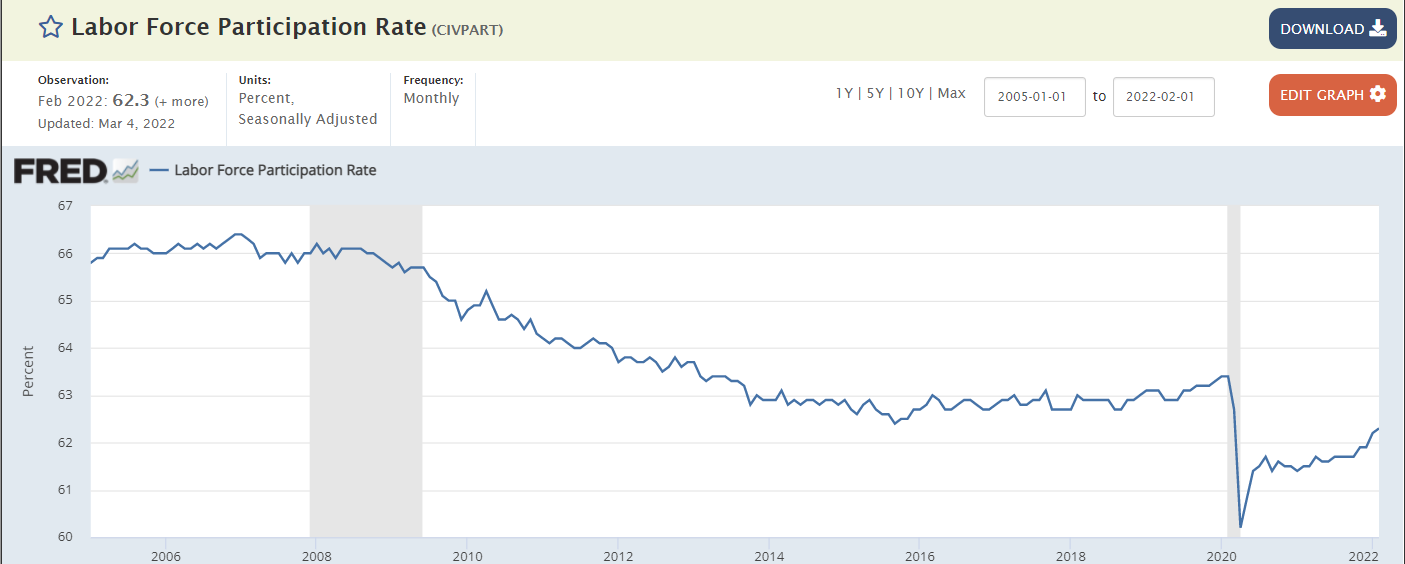 Labor Force Participation Rate (CIVPART)
DOWNLOAD
Observation:
Feb 2022: 62.3 (+ more)
Updated: Mar 4, 2022
Units:
Percent,
Seasonally Adjusted
Frequency:
Monthly
1Y | 5Y | 10Y | Max
2005-01-01 to 2022-02-01
EDIT GRAPH
FRED
Labor Force Participation Rate
Percent
67
66
65
64
63
62
61
60
2006 2008 2010 2012 2014 2016 2018 2020 2022